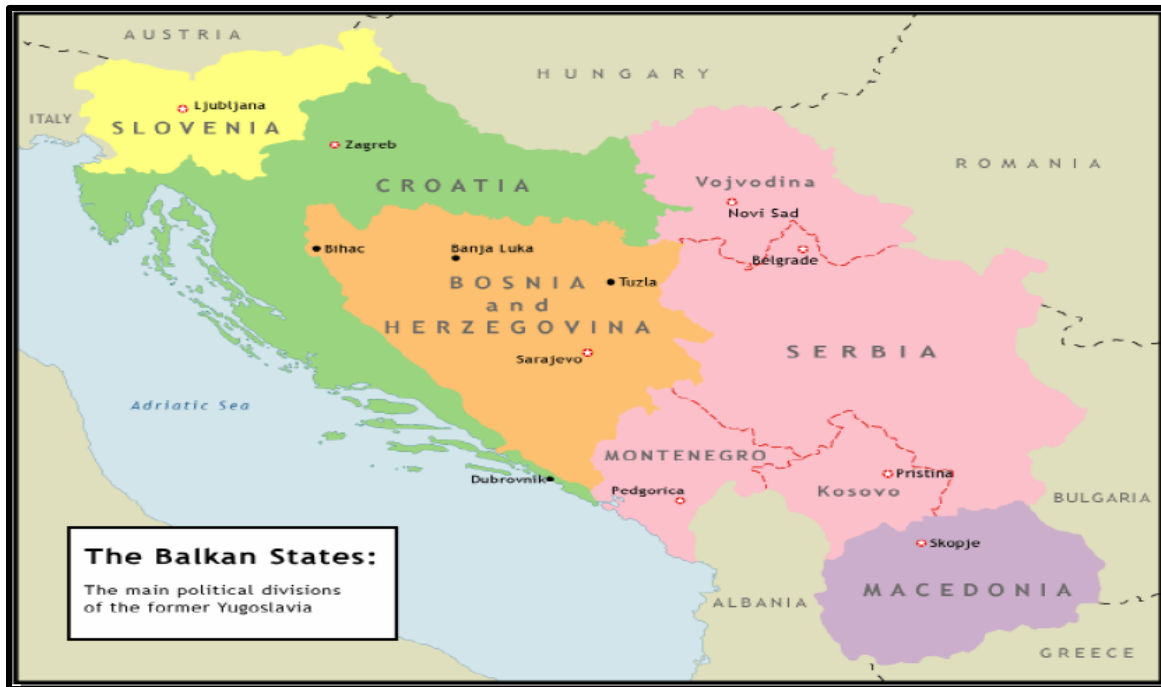 AUSTRIA
HUNGARY
ITALY
Ljubljana
SLOVENIA
Zagreb
CROATIA
ROMANIA
Vojvodina
Novi Sad
Belgrade
Bihac
Banja Luka
Tuzla
BOSNIA
and
HERZEGOVINA
Sarajevo
SERBIA
Adriatic Sea
MONTENEGRO
Pristina
Kosovo
Dubrovnik
Pedgorica
BULGARIA
Skopje
MACEDONIA
ALBANIA
GREECE
The Balkan States:
The main political divisions
of the former Yugoslavia